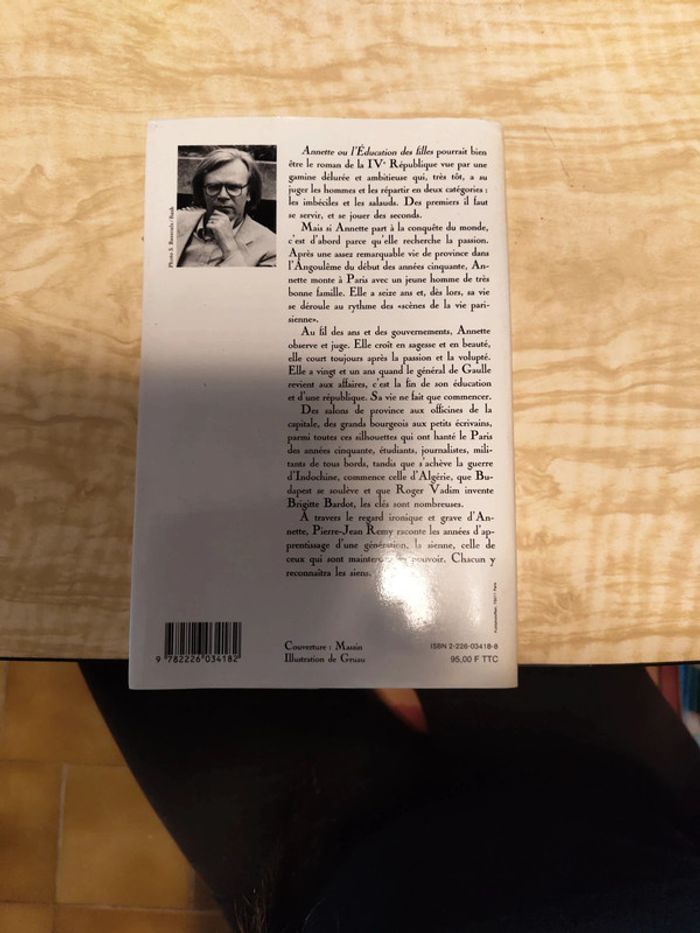 Photo S. Bassouls / Rush
Annette ou l'Éducation des filles pourrait bien
être le roman de la IVe République vue par une
gamine délurée et ambitieuse qui, très tôt, a su
juger les hommes et les répartir en deux catégories :
les imbéciles et les salauds. Des premiers il faut
se servir, et se jouer des seconds.
Mais si Annette part à la conquête du monde,
c'est d'abord parce qu'elle recherche la passion.
Après une assez remarquable vie de province dans
l'Angoulême du début des années cinquante, An-
nette monte à Paris avec un jeune homme de très
bonne famille. Elle a seize ans et, dès lors, sa vie
se déroule au rythme des «scènes de la vie pari-
sienne».
Au fil des ans et des gouvernements, Annette
observe et juge. Elle croît en sagesse et en beauté,
elle court toujours après la passion et la volupté.
Elle a vingt et un ans quand le général de Gaulle
revient aux affaires, c'est la fin de son éducation
et d'une république. Sa vie ne fait que commencer.
Des salons de province aux officines de la
capitale, des grands bourgeois aux petits écrivains,
parmi toutes ces silhouettes qui ont hanté le Paris
des années cinquante, étudiants, journalistes, mili-
tants de tous bords, tandis que s'achève la guerre
d'Indochine, commence celle d'Algérie, que Bu-
dapest se soulève et que Roger Vadim invente
Brigitte Bardot, les clés sont nombreuses.
À travers le regard ironique et grave d'An-
nette, Pierre-Jean Remy raconte les années d'ap-
prentissage d'une génération, la sienne, celle de
ceux qui sont pouvoir. Chacun y
reconnaîtra les siens.
9 782226 034182
Couverture : Massin
Illustration de Gruau
ISBN 2-226-03418-8
95,00 F TTC